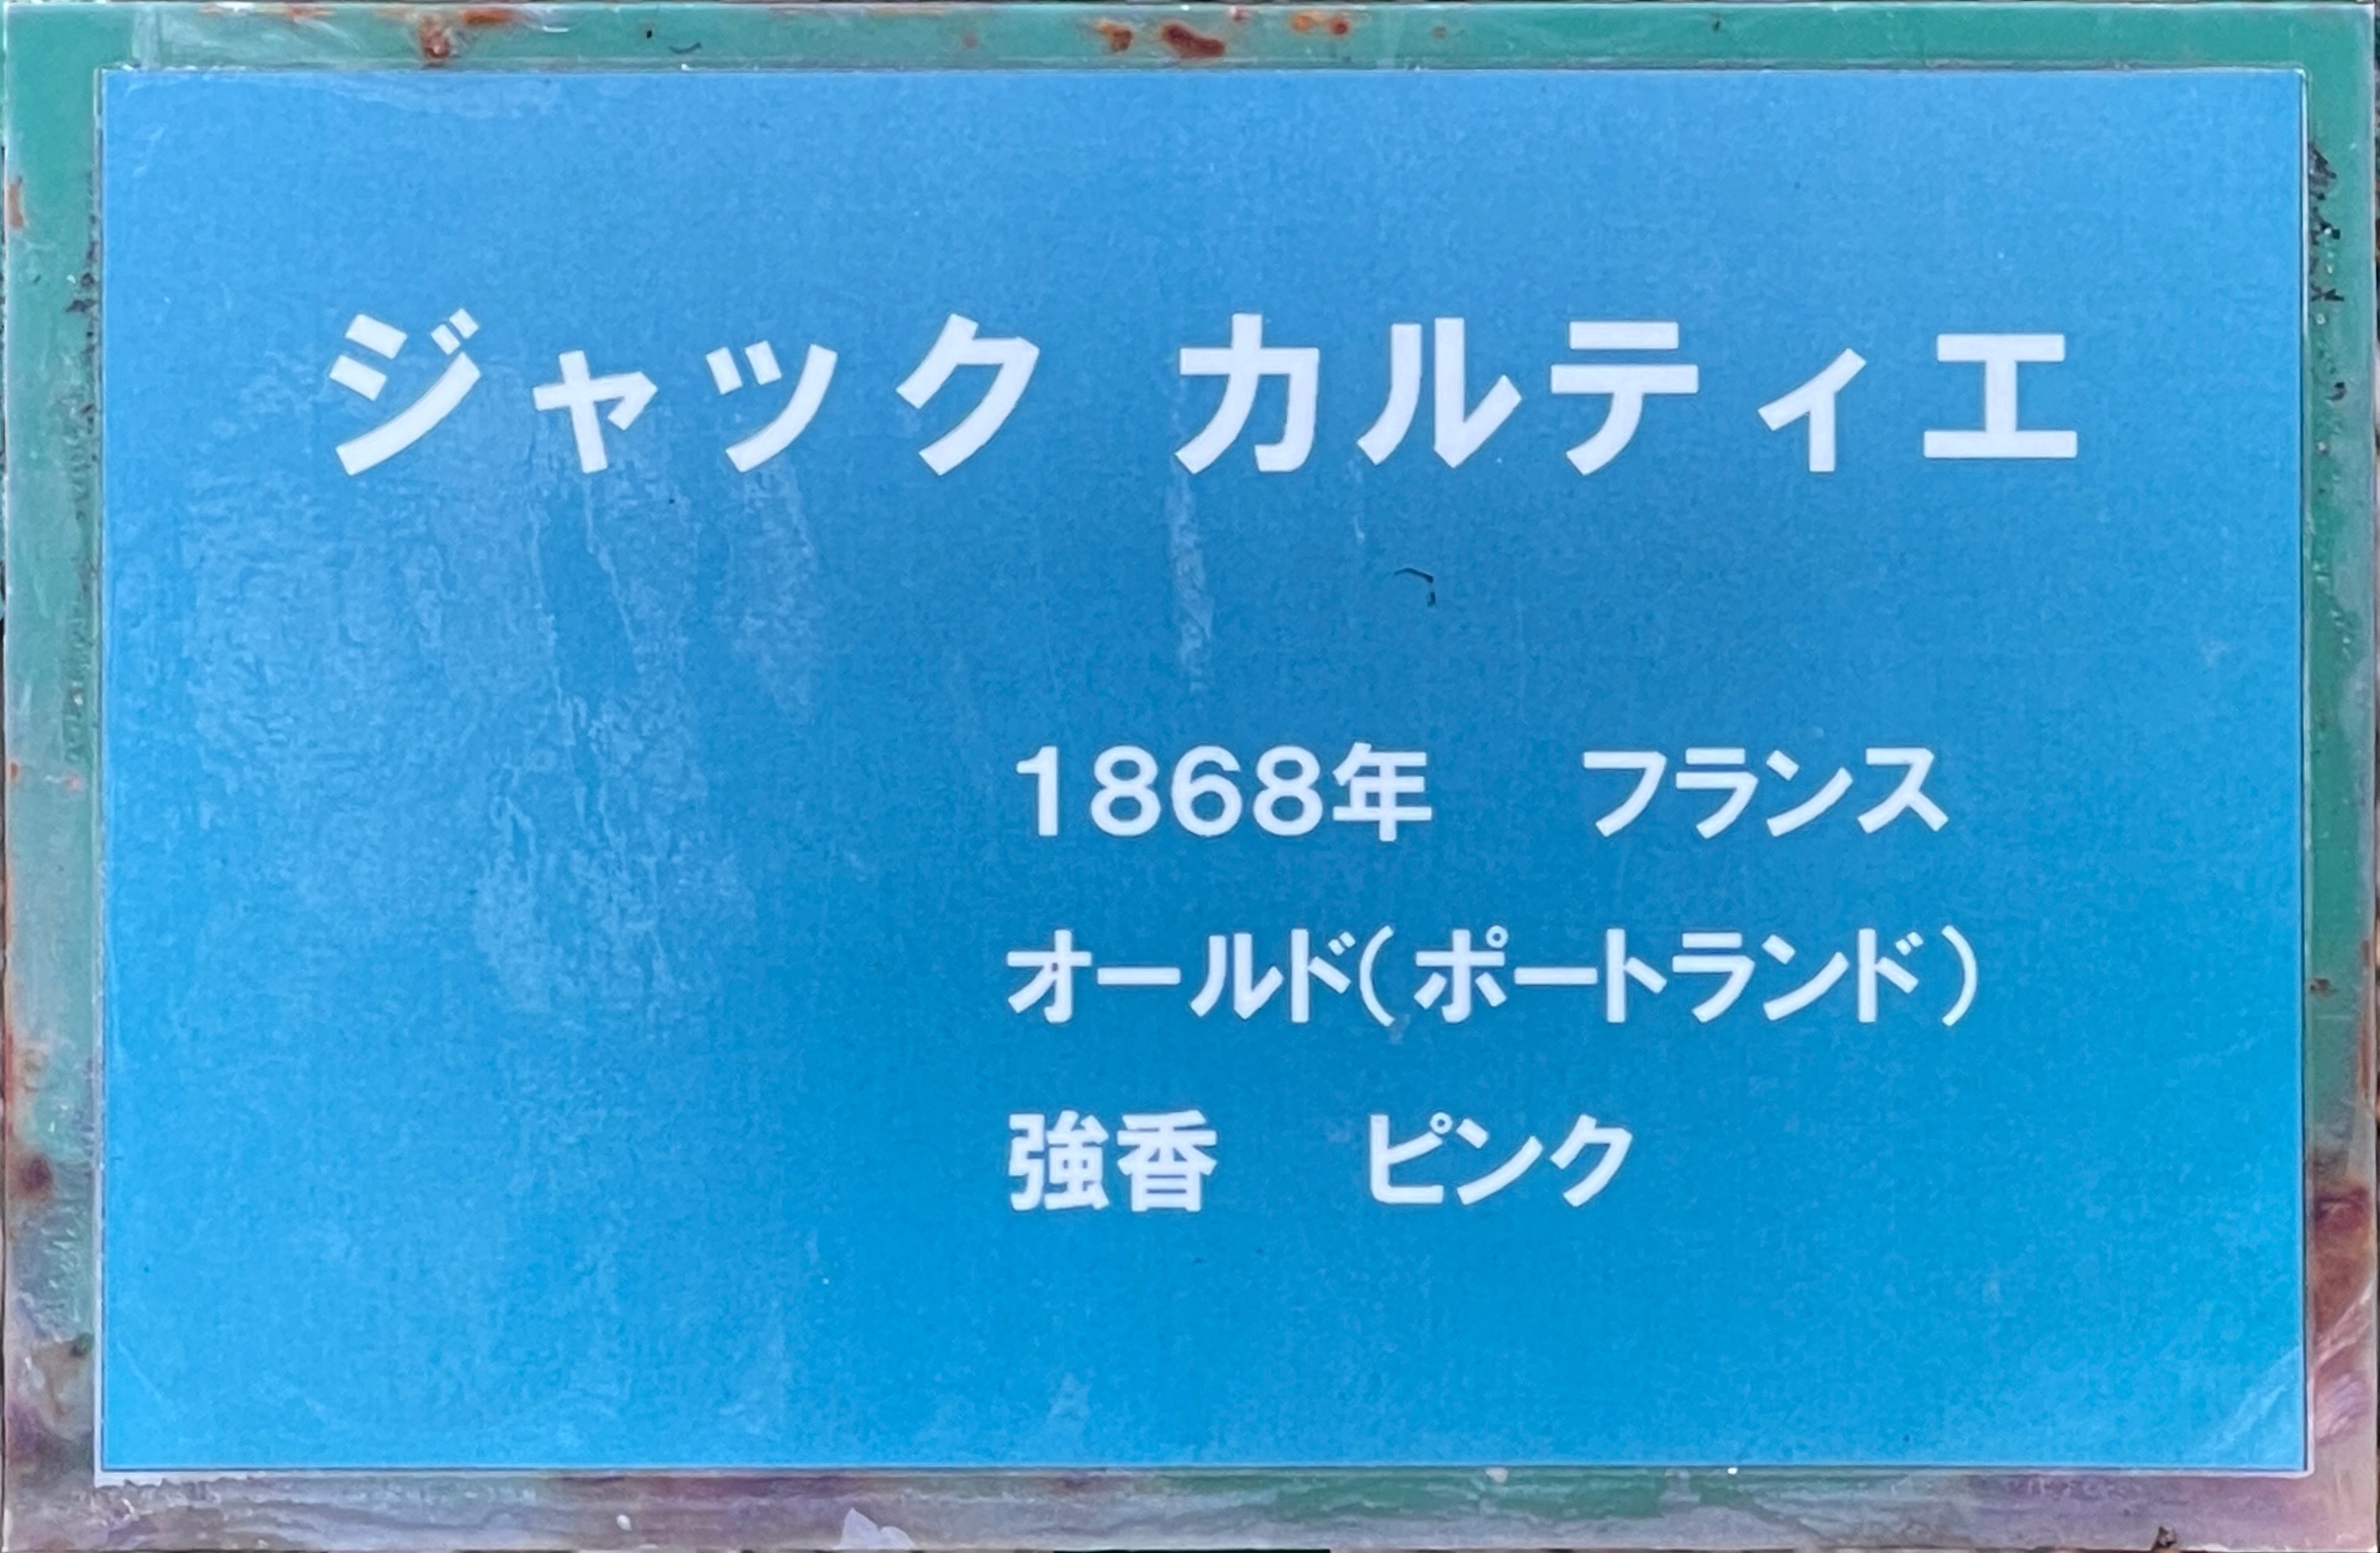 ジャック カルティエ
1868年　フランス
オールド(ポートランド)
強香　ピンク